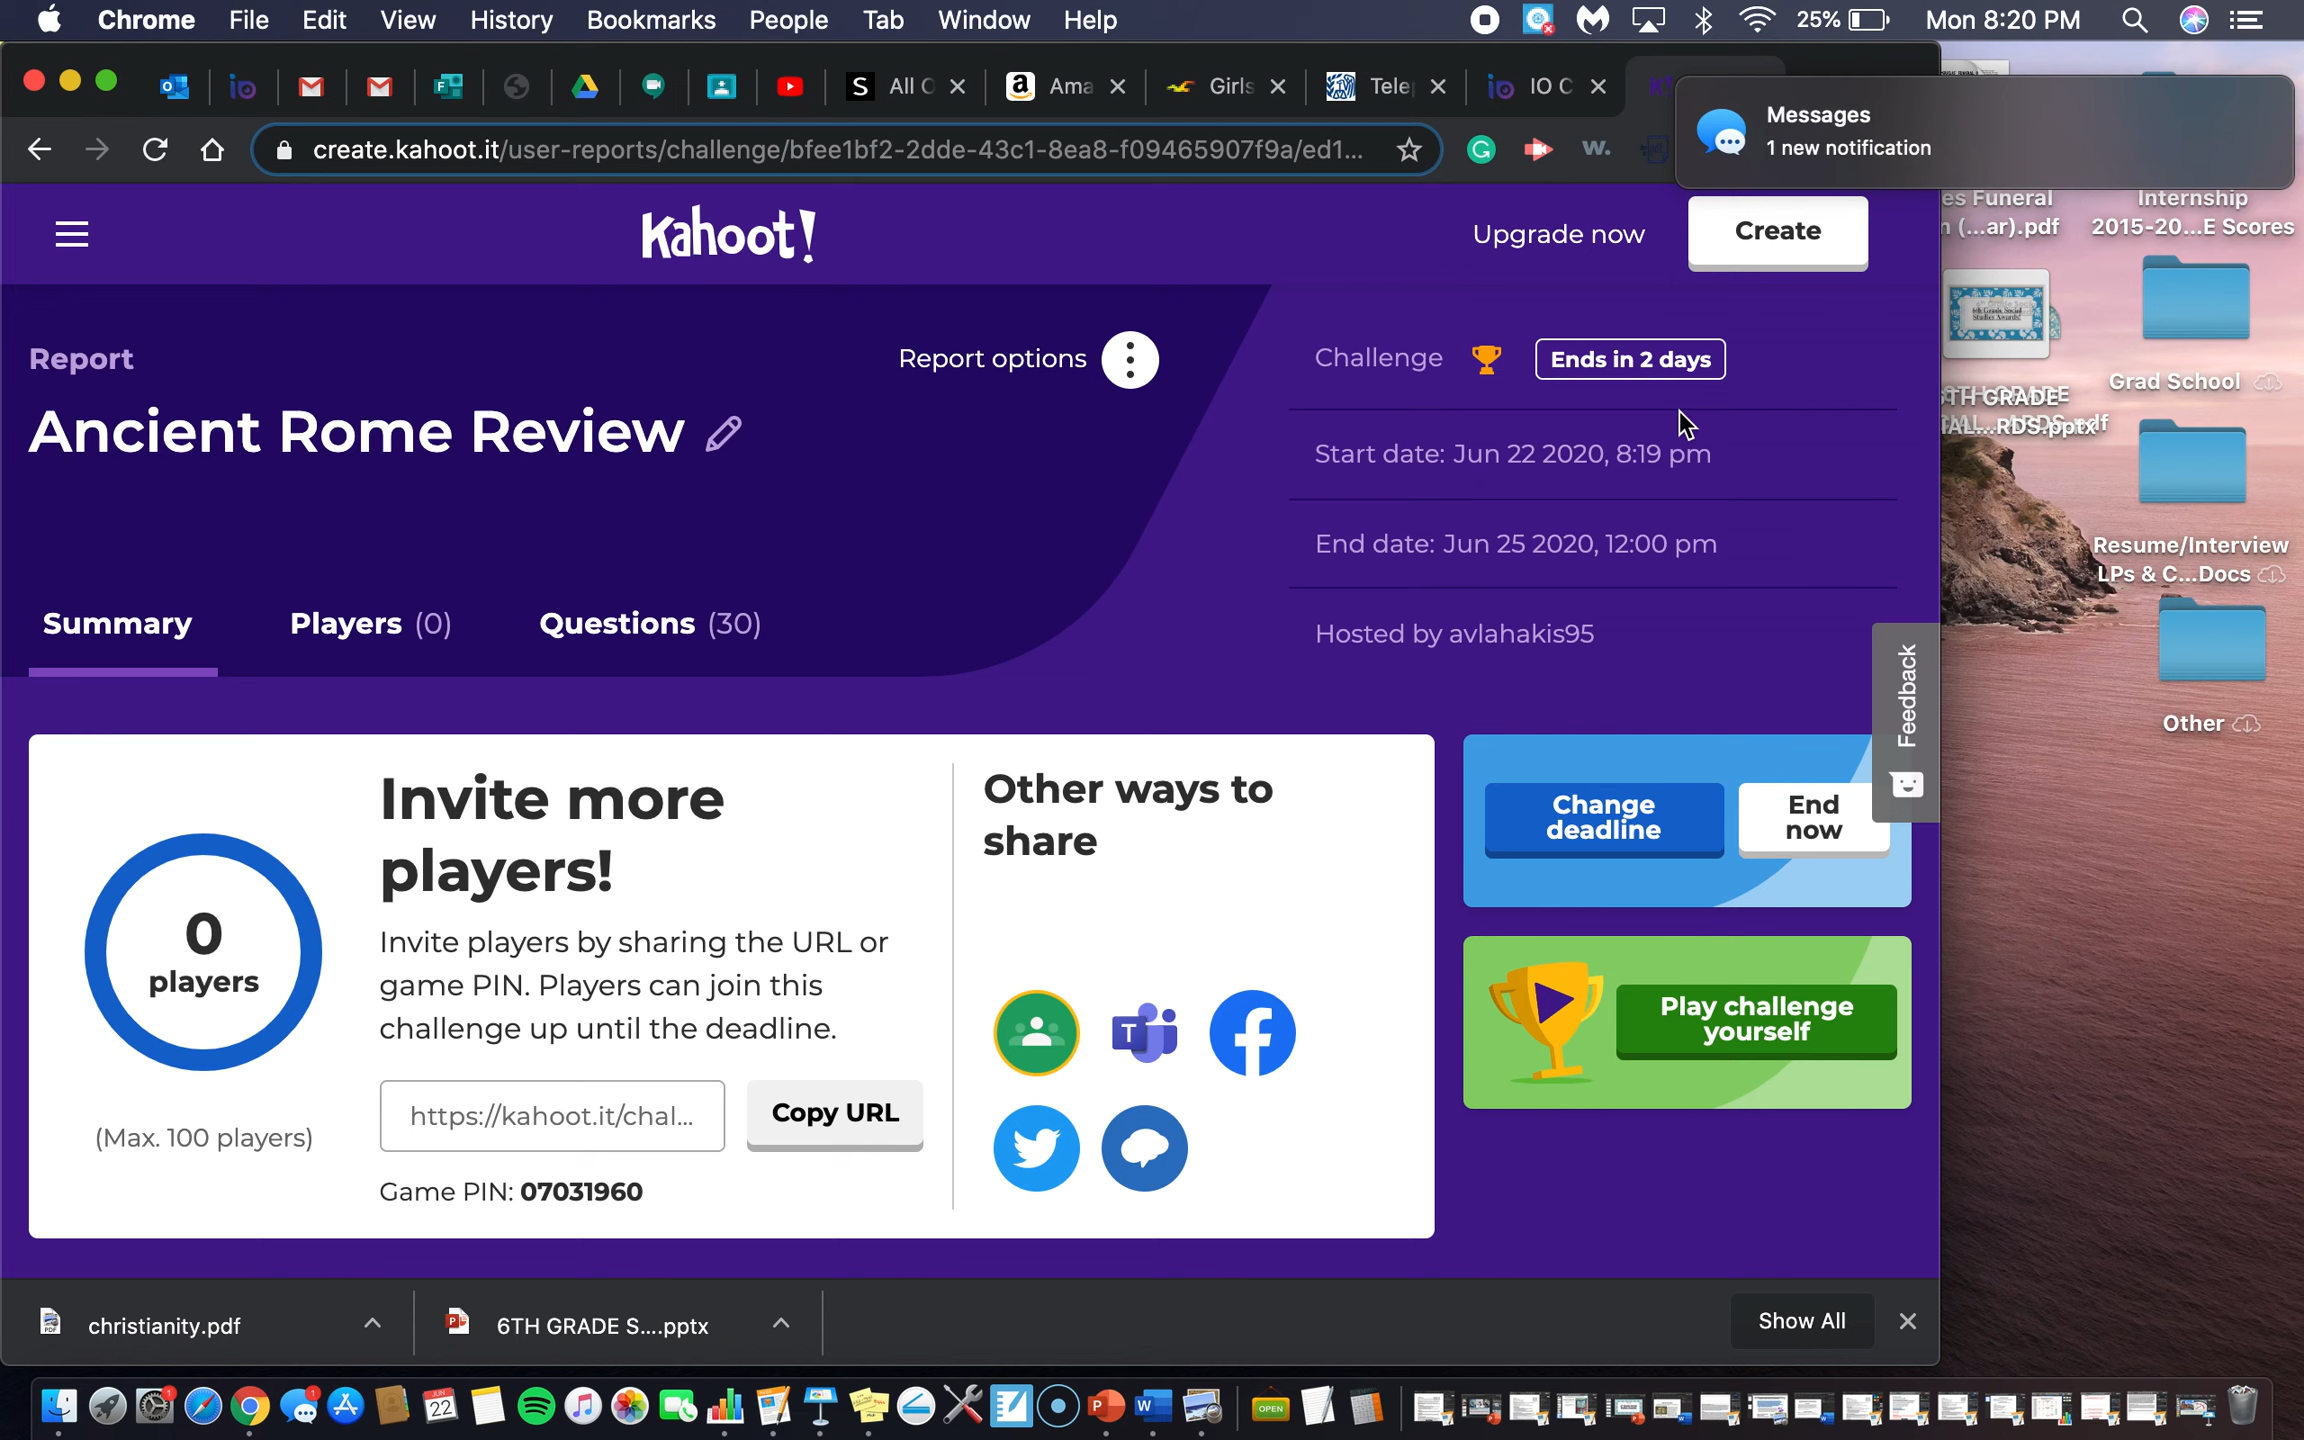 Chrome File Edit View History Bookmarks People Tab Window Help 25% Mon 8:20 PM
All Ama Girls Tele IO C
Messages
1 new notification
create.kahoot.it/user-reports/challenge/bfee1bf2-2dde-43c1-8ea8-f09465907f9a/ed1...
es Funeral
(...ar).pdf
Internship
2015-20...E Scores
Kahoot!
Upgrade now
Create
Report
Report options
Challenge
Ends in 2 days
Ancient Rome Review
Grad School
Start date: Jun 22 2020, 8:19 pm
End date: Jun 25 2020, 12:00 pm
Resume/Interview
LPs & C...Docs
Summary
Players (0)
Questions (30)
Hosted by avlahakis95
Feedback
Other
Invite more
players!
Other ways to
share
Change
deadline
End
now
0
players
Invite players by sharing the URL or
game PIN. Players can join this
challenge up until the deadline.
Play challenge
yourself
(Max. 100 players)
https://kahoot.it/chal...
Copy URL
Game PIN: 07031960
christianity.pdf
6TH GRADE S....pptx
Show All